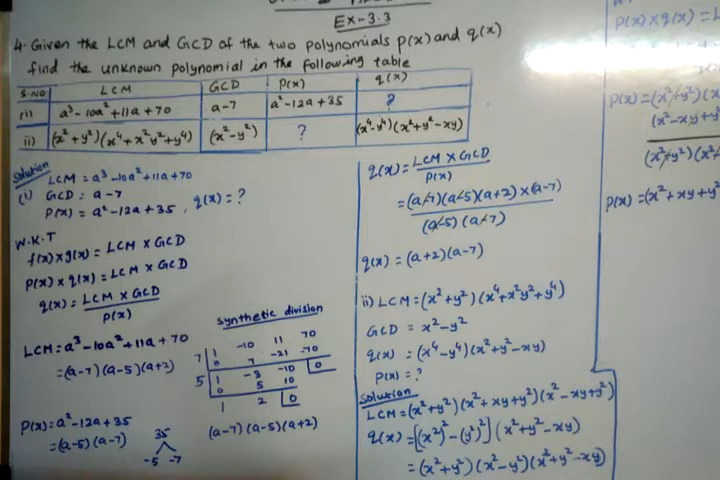 Ex-3.3
4. Given the LCM and GCD of the two polynomials p(x) and q(x)
find the unknown polynomial in the following table
S.NO LCM GCD P(x) q(x)
(i) a³-10a²+11a+70 a-7 a²-12a+35 ?
ii) (x²+y²)(x⁴+x²y²+y⁴) (x²-y²) ? (x⁴-y⁴)(x²+y²-xy)
Solution
(i) LCM = a³-10a²+11a+70
GCD = a-7
P(x) = a²-12a+35, q(x)=?
W.K.T
f(x)×g(x) = LCM × GCD
P(x) × q(x) = LCM × GCD
q(x) = LCM × GCD
P(x)
LCM = a³-10a²+11a+70
=(a-7)(a-5)(a+2)
P(x) = a²-12a+35
=(a-5)(a-7)
35
-5 -7
synthetic division
7 1 -10 11 70
0 7 -21 -70
5 1 -3 -10 0
0 5 10
1 2 0
(a-7)(a-5)(a+2)
q(x) = LCM × GCD
P(x)
= (a-7)(a-5)(a+2)×(a-7)
(a-5)(a-7)
q(x) = (a+2)(a-7)
ii) LCM = (x²+y²)(x⁴+x²y²+y⁴)
GCD = x²-y²
q(x) = (x⁴-y⁴)(x²+y²-xy)
P(x) = ?
solution
LCM = (x²+y²)(x²+xy+y²)(x²-xy+y²)
q(x) = [(x²)²-(y²)²](x²+y²-xy)
= (x²+y²)(x²-y²)(x²+y²-xy)
W.K.T
P(x) × q(x) = L
P(x) = (x²+y²)(x
(x²-xy+y
(x²+y²)(x²
P(x) = (x²+xy+y²